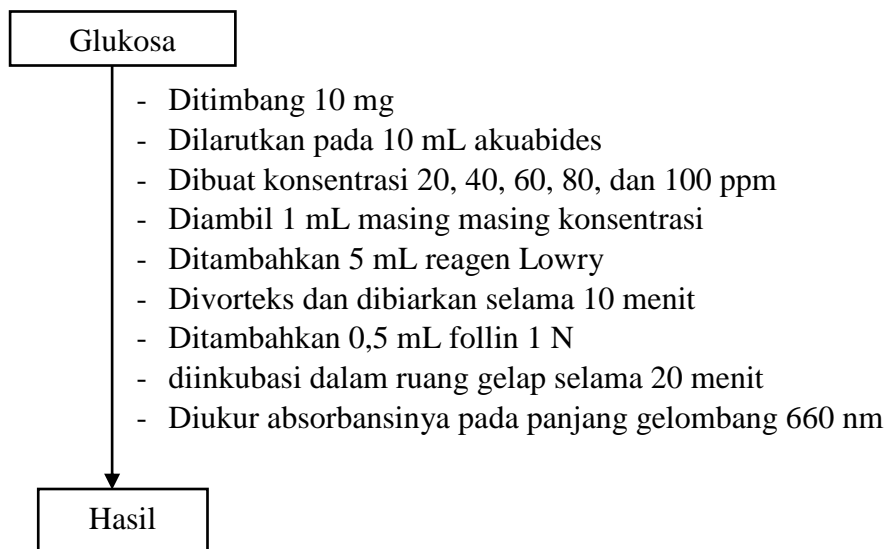 Glukosa
- Ditimbang 10 mg
- Dilarutkan pada 10 mL akuabides
- Dibuat konsentrasi 20, 40, 60, 80, dan 100 ppm
- Diambil 1 mL masing masing konsentrasi
- Ditambahkan 5 mL reagen Lowry
- Divorteks dan dibiarkan selama 10 menit
- Ditambahkan 0,5 mL follin 1 N
- diinkubasi dalam ruang gelap selama 20 menit
- Diukur absorbansinya pada panjang gelombang 660 nm
Hasil